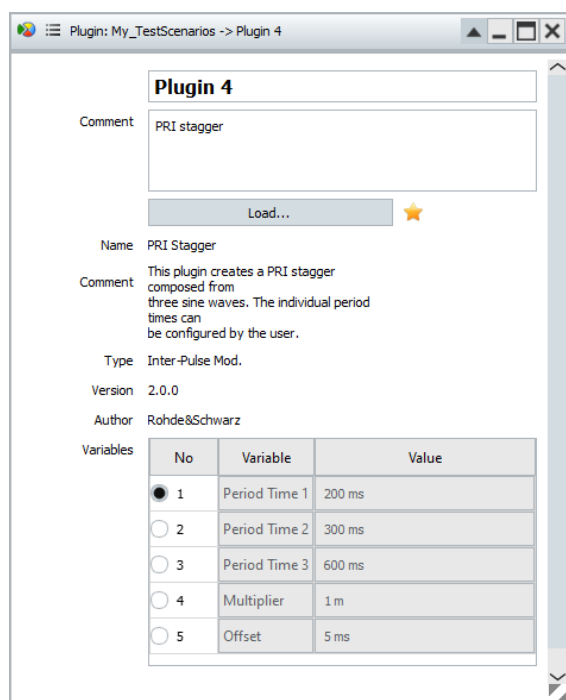 Plugin: My_TestScenarios -> Plugin 4
Plugin 4
Comment
PRI stagger
Load...
Name PRI Stagger
Comment This plugin creates a PRI stagger
composed from
three sine waves. The individual period
times can
be configured by the user.
Type Inter-Pulse Mod.
Version 2.0.0
Author Rohde&Schwarz
Variables
No Variable Value
1 Period Time 1 200 ms
2 Period Time 2 300 ms
3 Period Time 3 600 ms
4 Multiplier 1 m
5 Offset 5 ms